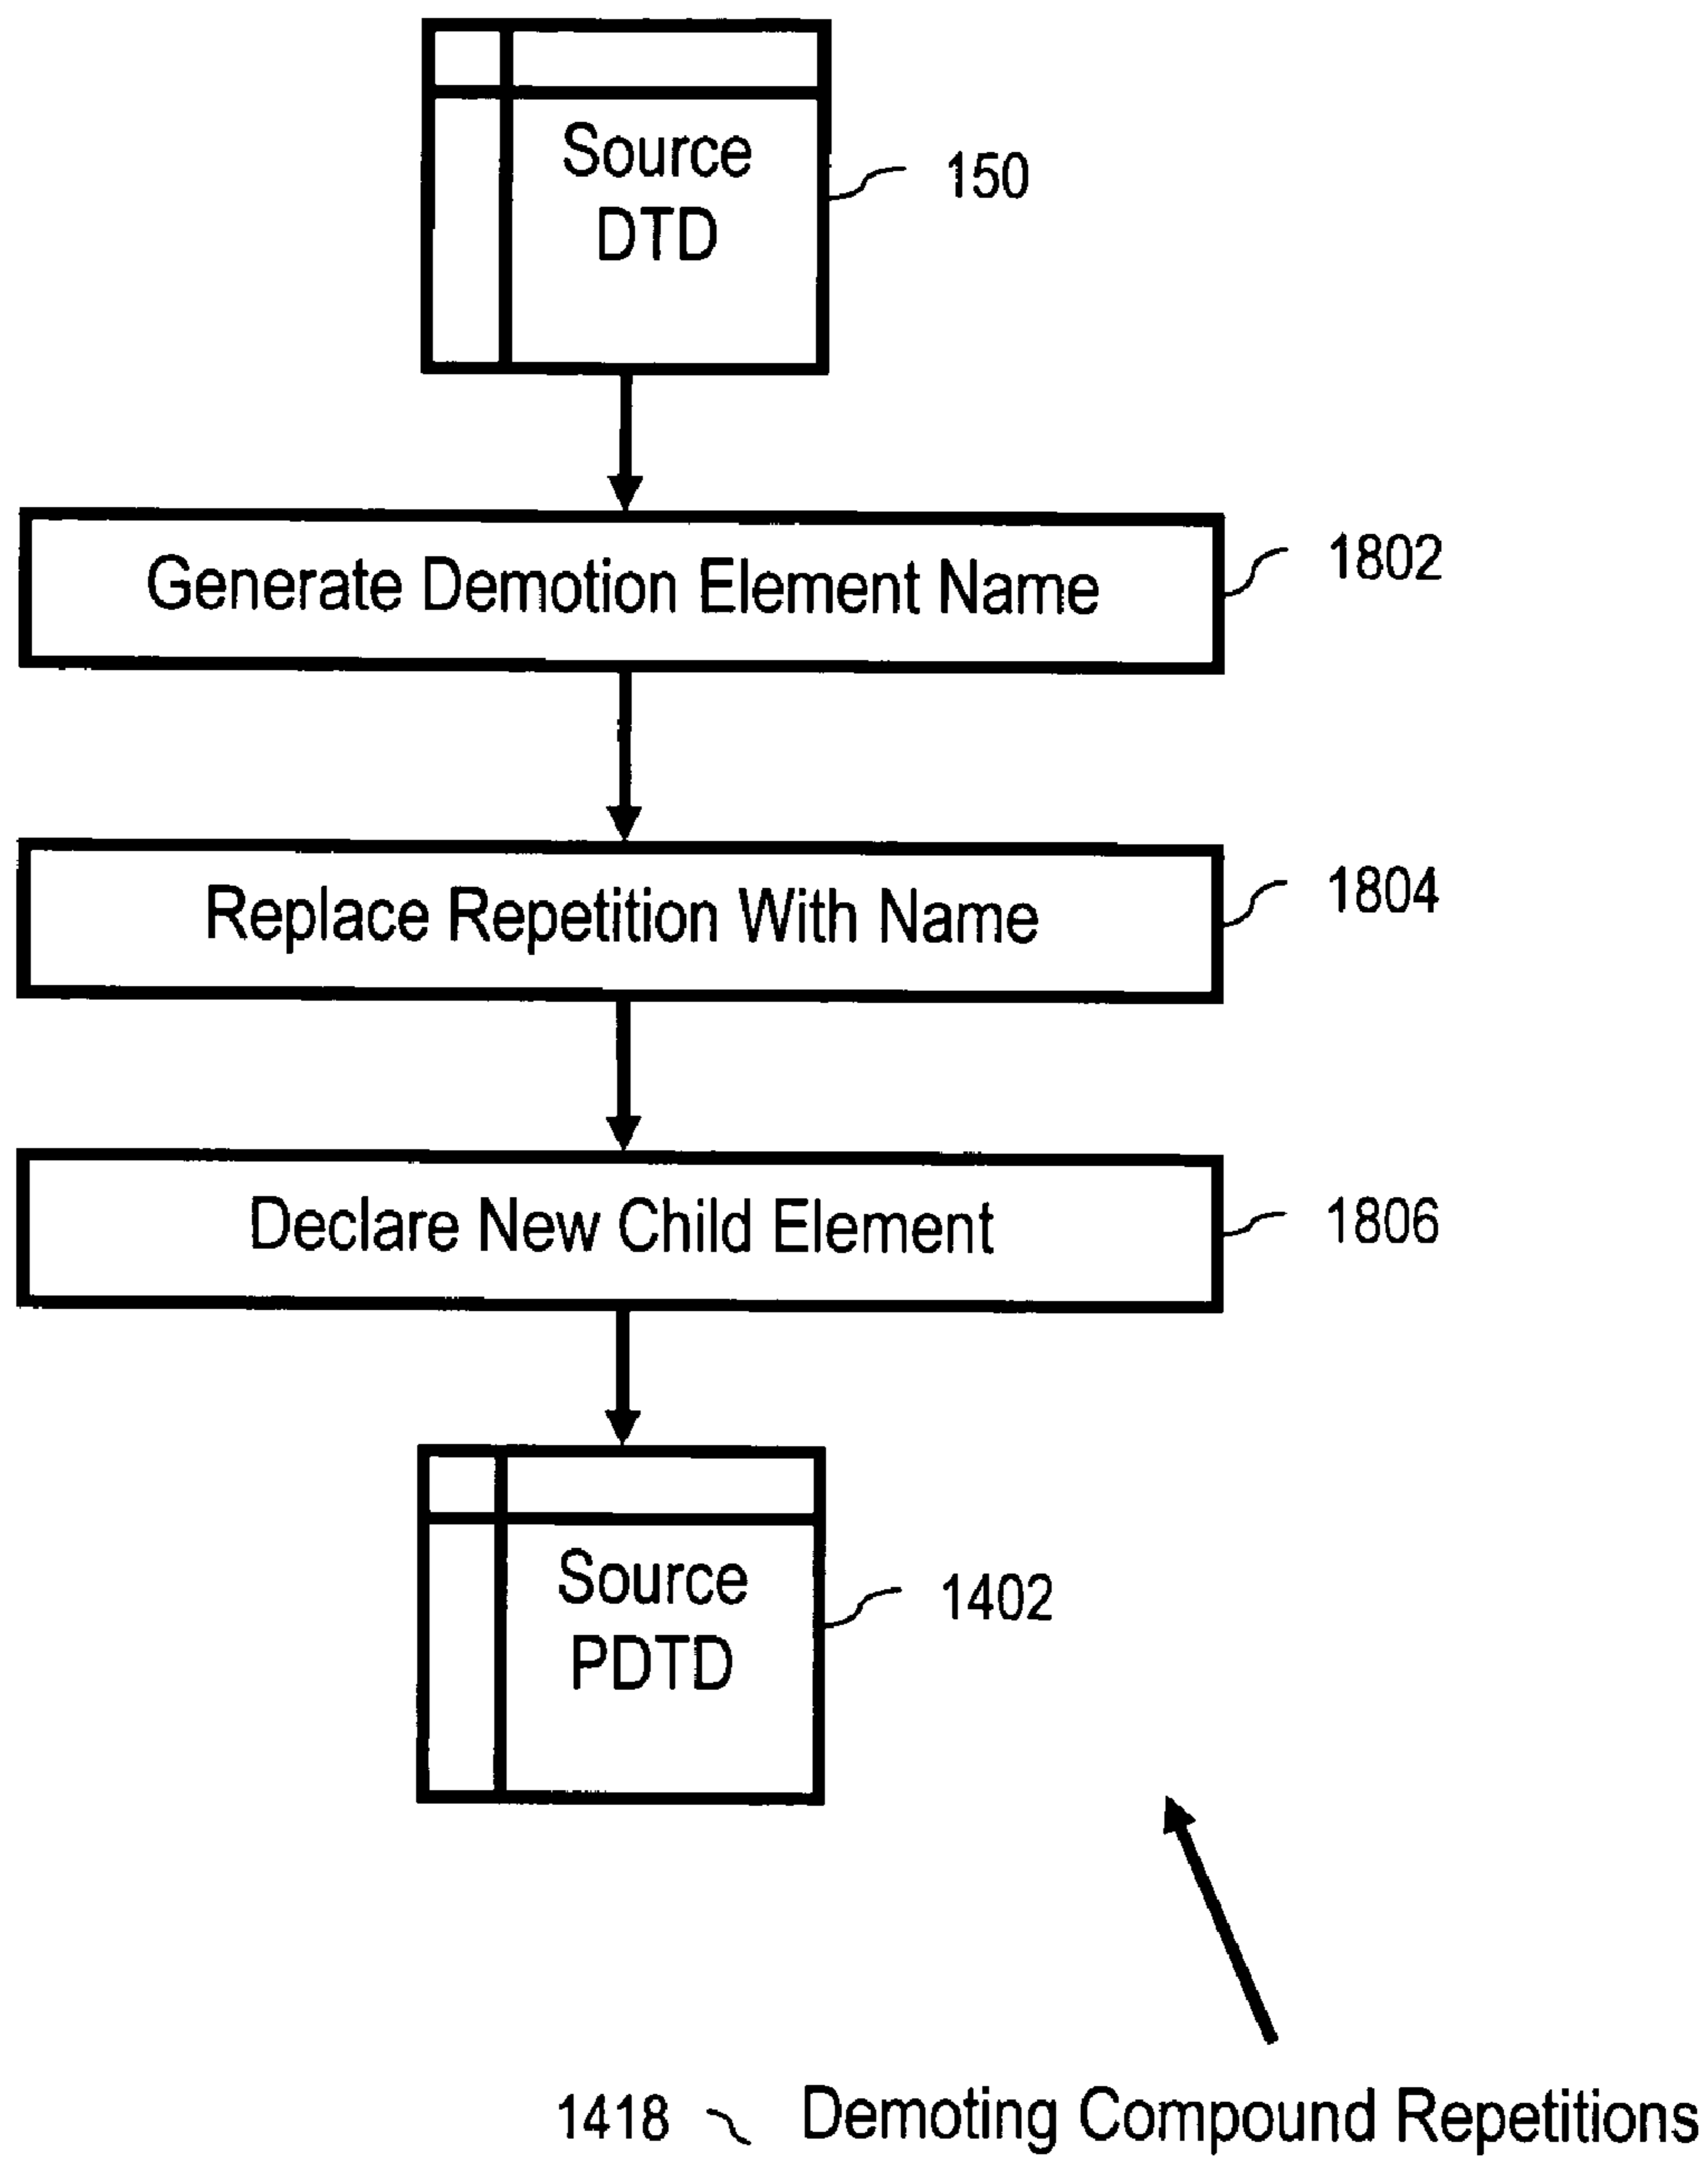 Source
DTD
150
Generate Demotion Element Name
1802
Replace Repetition With Name
1804
Declare New Child Element
1806
Source
PDTD
1402
1418 Demoting Compound Repetitions